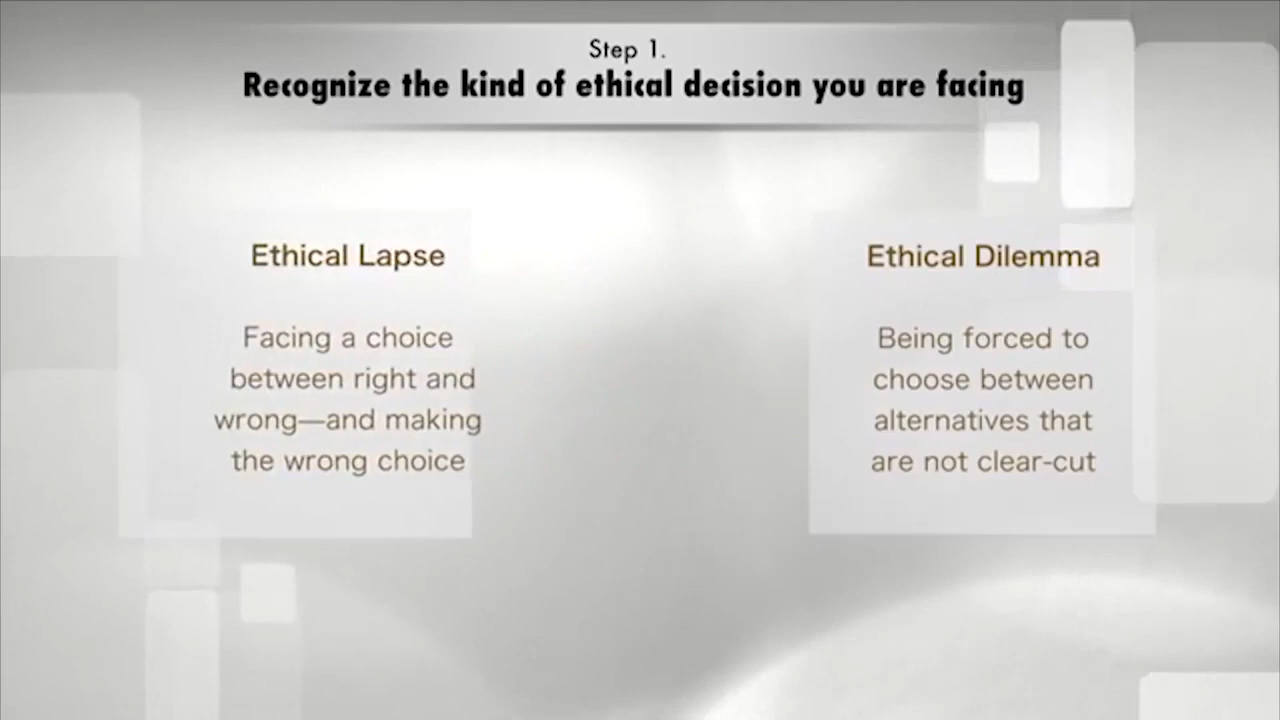 Step 1.
Recognize the kind of ethical decision you are facing
Ethical Lapse
Facing a choice
between right and
wrong—and making
the wrong choice
Ethical Dilemma
Being forced to
choose between
alternatives that
are not clear-cut